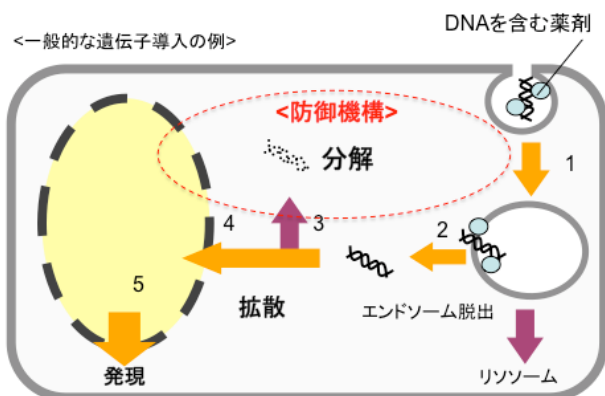 DNAを含む薬剤
<一般的な遺伝子導入の例>
<防御機構>
分解
1
4
3
2
5
拡散
エンドソーム脱出
発現
リソソーム